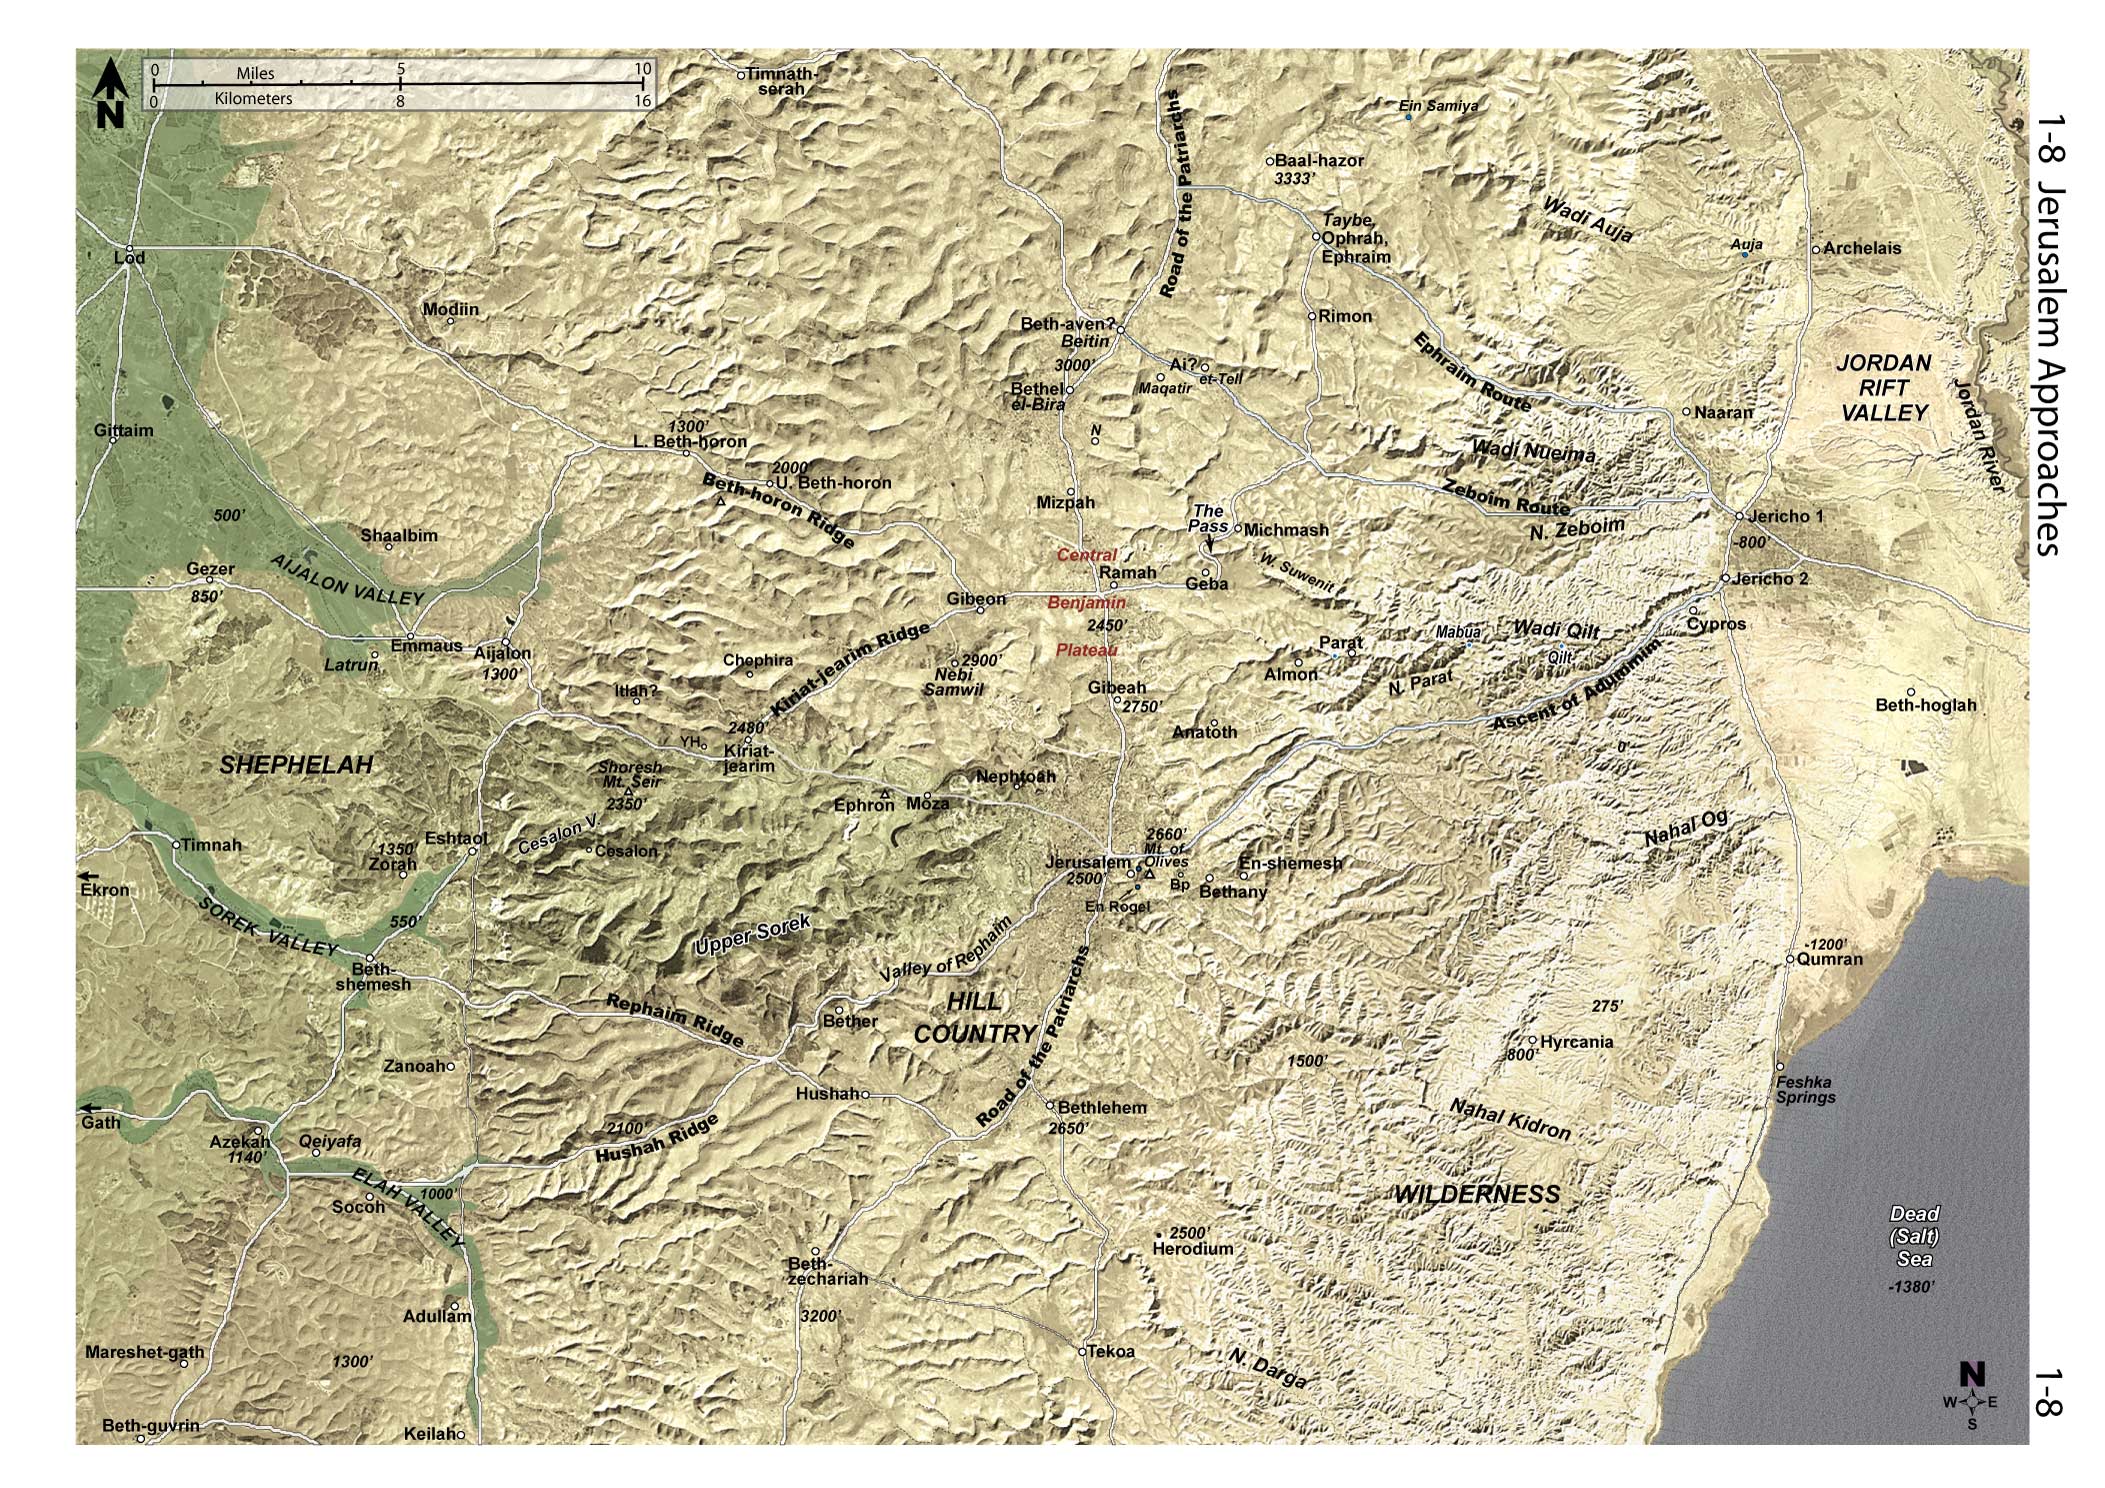 N
0 Miles 5 10
0 Kilometers 8 16
Timnath-
serah
Road of the Patriarchs
Ein Samiya
Baal-hazor
3333'
Wadi Auja
Taybe,
Ophrah,
Ephraim
Auja
Archelais
Lod
Modiin
Rimon
Beth-aven?
Beitin
3000'
Bethel
el-Bira
Ai?
et-Tell
Maqatir
Ephraim Route
JORDAN
RIFT
VALLEY
Jordan River
Naaran
Gittaim
1300'
L. Beth-horon
N
Wadi Nueima
2000'
U. Beth-horon
Beth-horon Ridge
Mizpah
Zeboim Route
N. Zeboim
500'
The
Pass
Michmash
Jericho 1
-800'
Shaalbim
AIJALON VALLEY
Gezer
850'
Central
Benjamin
Plateau
Ramah
2450'
Geba
W. Suwenit
Jericho 2
Gibeon
Cypros
Emmaus
Latrun
Aijalon
1300'
Kiriat-jearim Ridge
Chephira
2900'
Nebi
Samwil
Parat
Almon
Mabua
Wadi Qilt
Qilt
N. Parat
Ascent of Adummim
Itlah?
Gibeah
2750'
Beth-hoglah
2480'
YH
Kiriat-
jearim
Anatoth
0'
SHEPHELAH
Shoresh
Mt. Seir
2350'
Nephtoah
Ephron
Moza
Cesalon V.
Cesalon
Nahal Og
Timnah
Eshtaol
1350'
Zorah
2660'
Mt. of
Olives
Jerusalem
2500'
Bp
En-shemesh
Bethany
En Rogel
Ekron
SOREK VALLEY
550'
Upper Sorek
Valley of Rephaim
Road of the Patriarchs
-1200'
Qumran
Beth-
shemesh
Rephaim Ridge
HILL
COUNTRY
Bether
275'
Hyrcania
800'
1500'
Zanoah
Hushah
Feshka
Springs
Gath
Bethlehem
2650'
Nahal Kidron
2100'
Hushah Ridge
Azekah
1140'
Qeiyafa
ELAH VALLEY
1000'
Socoh
WILDERNESS
Dead
(Salt)
Sea
-1380'
2500'
Herodium
Beth-
zechariah
3200'
Adullam
Mareshet-gath
1300'
Tekoa
N. Darga
Beth-guvrin
Keilah
N
W E
S
1-8 Jerusalem Approaches
1-8